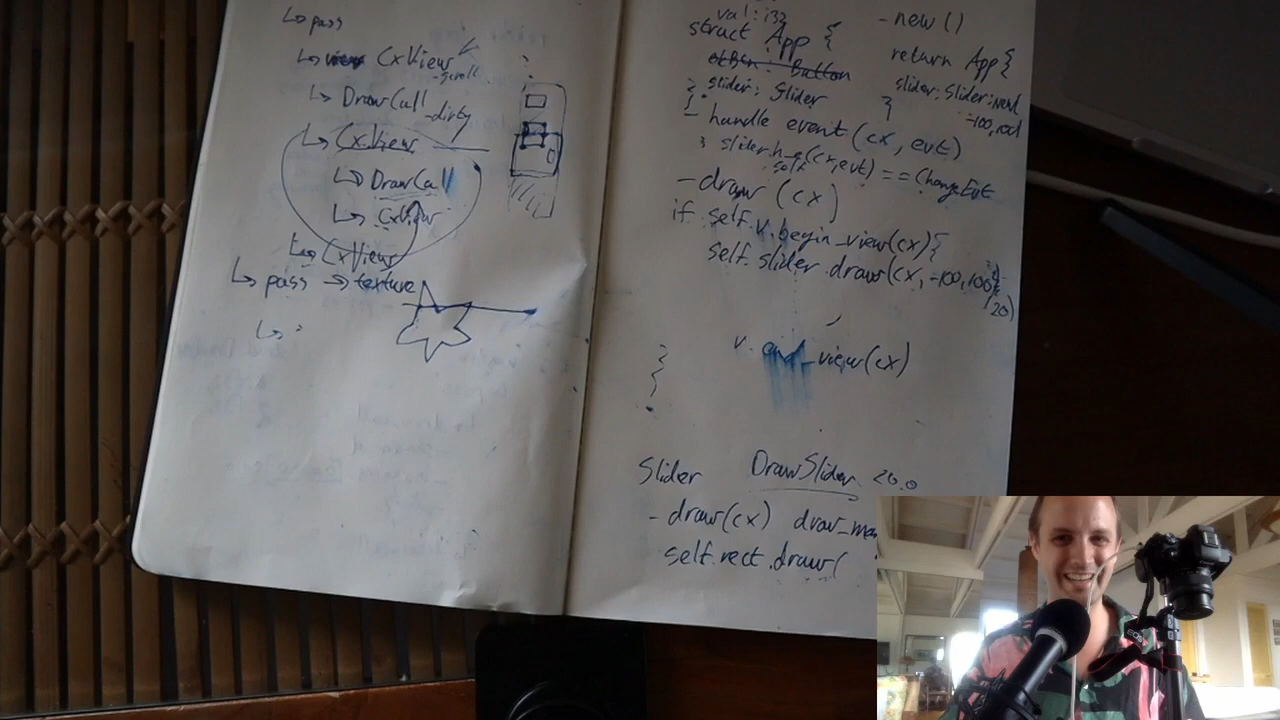 ↳ pass
↳ CxView
-scroll
↳ DrawCall
-dirty
↳ CxView
↳ DrawCall
↳ CxView
↳ CxView
↳ pass → texture
↳ :
val: i32
struct App {
: Button
slider: Slider
}
- handle event (cx, evt)
slider.h_e(cx,evt) == ChangeEvt
self
- draw (cx)
if self.v.begin_view(cx){
self.slider.draw(cx, -100, 100,
20)
v.end_view(cx)
}
}
- new ()
return App{
slider: Slider:new(
-100,100)
}
Slider DrawSlider 20.0
- draw(cx)
self.rect.draw(